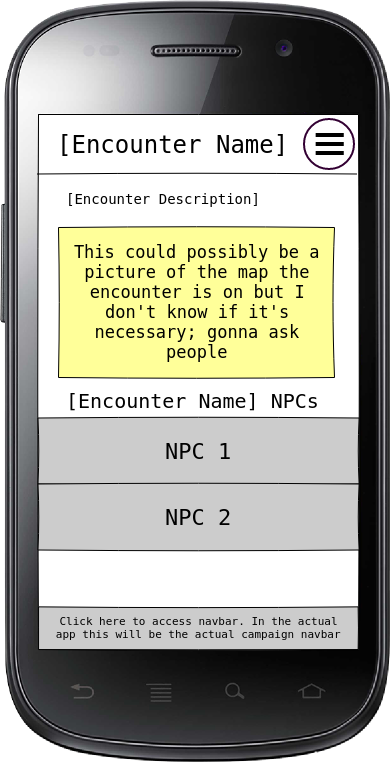 [Encounter Name]
[Encounter Description]
This could possibly be a
picture of the map the
encounter is on but I
don't know if it's
necessary; gonna ask
people
[Encounter Name] NPCs
NPC 1
NPC 2
Click here to access navbar. In the actual
app this will be the actual campaign navbar